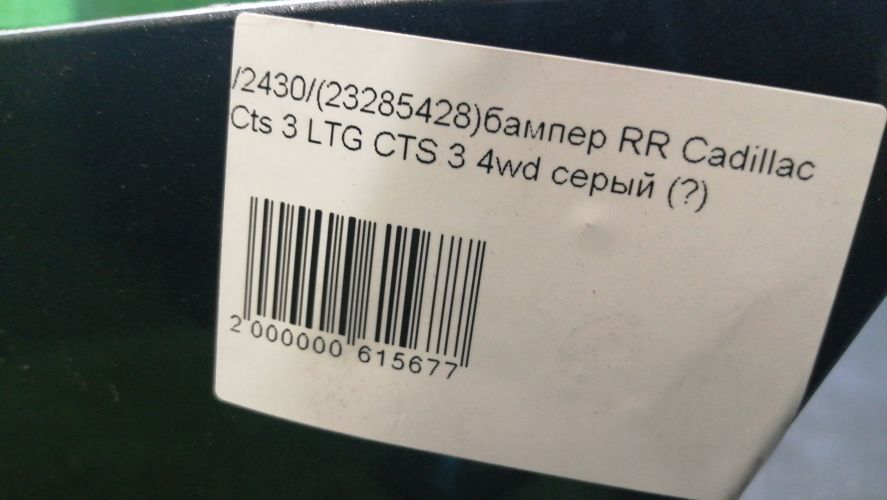 /2430/(23285428)бампер RR Cadillac
Cts 3 LTG CTS 3 4wd серый (?)
2 000000 615677